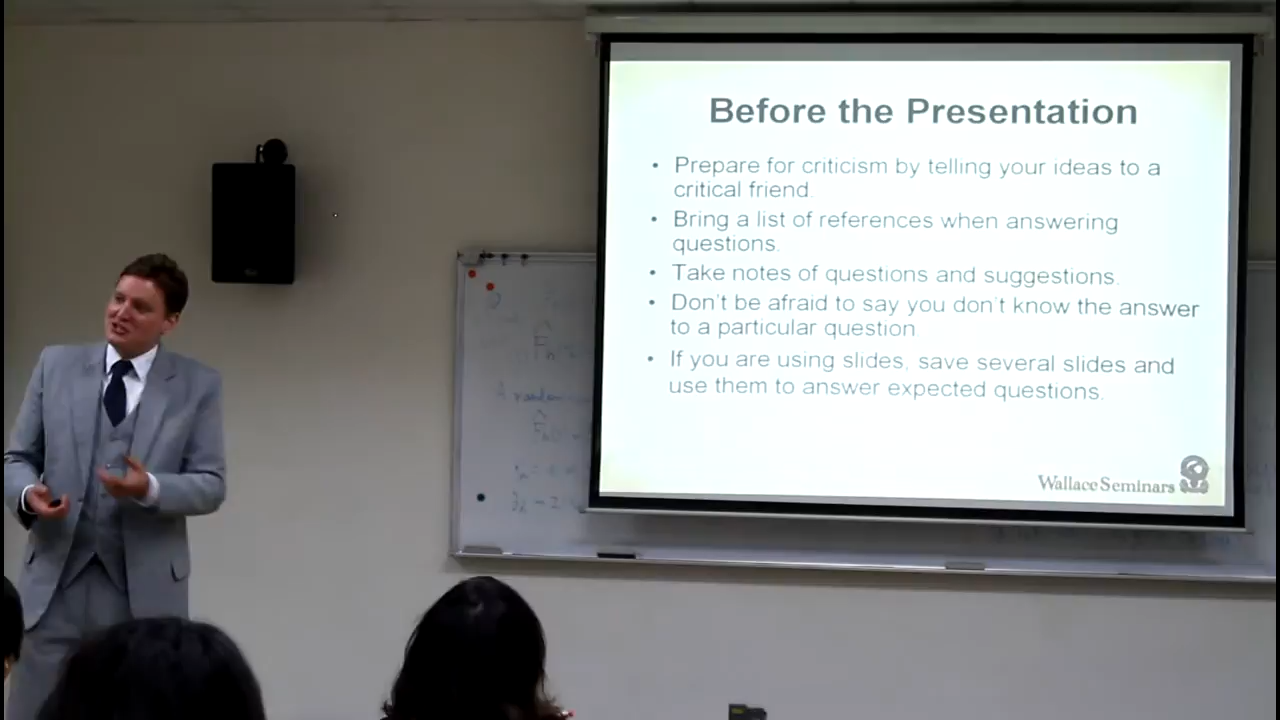 Before the Presentation
• Prepare for criticism by telling your ideas to a
critical friend.
• Bring a list of references when answering
questions.
• Take notes of questions and suggestions.
• Don't be afraid to say you don't know the answer
to a particular question
• If you are using slides, save several slides and
use them to answer expected questions.
Wallace Seminars